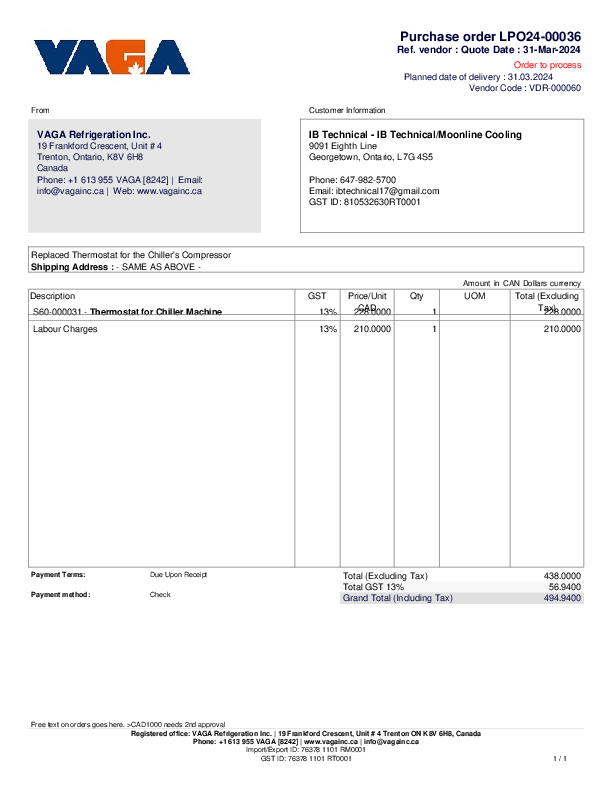 VAGA
Purchase order LPO24-00036
Ref. vendor : Quote Date : 31-Mar-2024
Order to process
Planned date of delivery : 31.03.2024
Vendor Code : VDR-000060
From
Customer Information
VAGA Refrigeration Inc.
19 Frankford Crescent, Unit # 4
Trenton, Ontario, K8V 6H8
Canada
Phone: +1 613 955 VAGA [8242] | Email:
info@vagainc.ca | Web: www.vagainc.ca
IB Technical - IB Technical/Moonline Cooling
9091 Eighth Line
Georgetown, Ontario, L7G 4S5
Phone: 647-982-5700
Email: ibtechnical17@gmail.com
GST ID: 810532630RT0001
Replaced Thermostat for the Chiller's Compressor
Shipping Address : - SAME AS ABOVE -
Amount in CAN Dollars currency
Description GST Price/Unit CAD Qty UOM Total (Excluding Tax)
S60-000031 - Thermostat for Chiller Machine 13% 228.0000 1 228.0000
Labour Charges 13% 210.0000 1 210.0000
Payment Terms: Due Upon Receipt
Payment method: Check
Total (Excluding Tax) 438.0000
Total GST 13% 56.9400
Grand Total (Including Tax) 494.9400
Free text on orders goes here. >CAD1000 needs 2nd approval
Registered office: VAGA Refrigeration Inc. | 19 Frankford Crescent, Unit # 4 Trenton ON K8V 6H8, Canada
Phone: +1 613 955 VAGA [8242] | www.vagainc.ca | info@vagainc.ca
Import/Export ID: 76378 1101 RM0001
GST ID: 76378 1101 RT0001
1 / 1